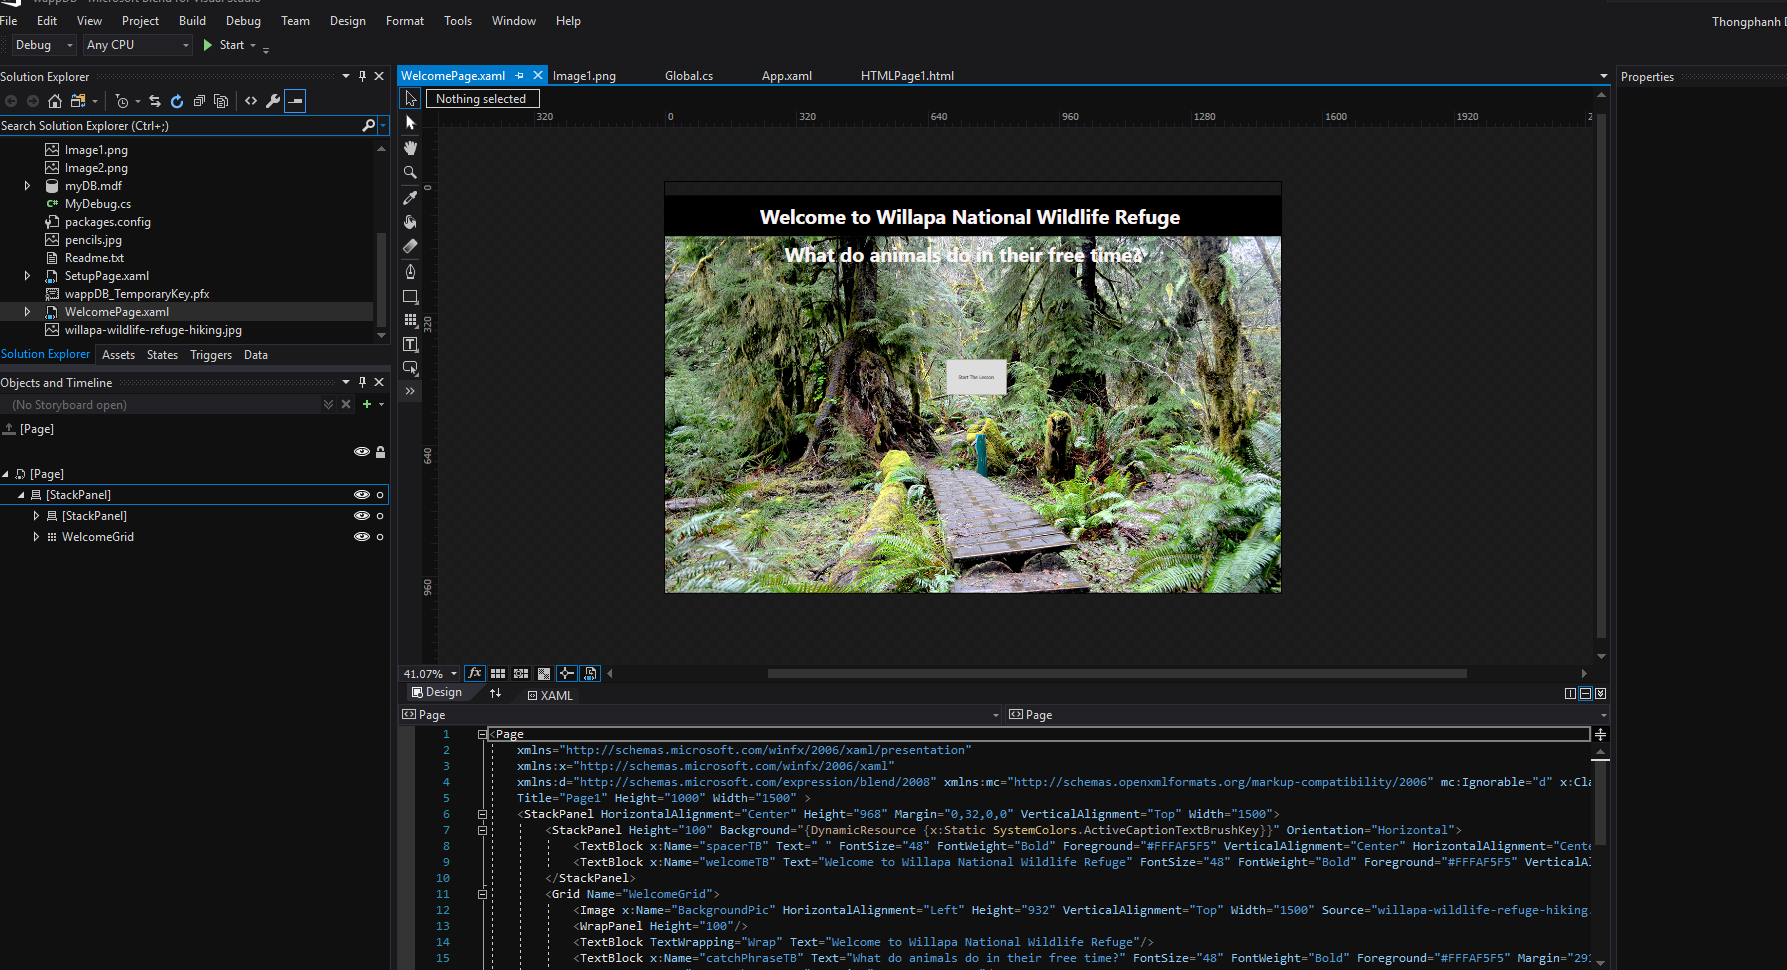 wappDB - Microsoft Blend for Visual Studio
File Edit View Project Build Debug Team Design Format Tools Window Help
Thongphanh D
Debug Any CPU Start
Solution Explorer
Search Solution Explorer (Ctrl+;)
Image1.png
Image2.png
myDB.mdf
C# MyDebug.cs
packages.config
pencils.jpg
Readme.txt
SetupPage.xaml
wappDB_TemporaryKey.pfx
WelcomePage.xaml
willapa-wildlife-refuge-hiking.jpg
Solution Explorer Assets States Triggers Data
Objects and Timeline
(No Storyboard open)
[Page]
[Page]
[StackPanel]
[StackPanel]
WelcomeGrid
WelcomePage.xaml Image1.png Global.cs App.xaml HTMLPage1.html
Nothing selected
320 0 320 640 960 1280 1600 1920 2
0
320
640
960
Welcome to Willapa National Wildlife Refuge
What do animals do in their free time?
Start The Lesson
41.07% fx
Design XAML
Page Page
1 <Page
2 xmlns="http://schemas.microsoft.com/winfx/2006/xaml/presentation"
3 xmlns:x="http://schemas.microsoft.com/winfx/2006/xaml"
4 xmlns:d="http://schemas.microsoft.com/expression/blend/2008" xmlns:mc="http://schemas.openxmlformats.org/markup-compatibility/2006" mc:Ignorable="d" x:Cla
5 Title="Page1" Height="1000" Width="1500" >
6 <StackPanel HorizontalAlignment="Center" Height="968" Margin="0,32,0,0" VerticalAlignment="Top" Width="1500">
7 <StackPanel Height="100" Background="{DynamicResource {x:Static SystemColors.ActiveCaptionTextBrushKey}}" Orientation="Horizontal">
8 <TextBlock x:Name="spacerTB" Text=" " FontSize="48" FontWeight="Bold" Foreground="#FFFAF5F5" VerticalAlignment="Center" HorizontalAlignment="Cente
9 <TextBlock x:Name="welcomeTB" Text="Welcome to Willapa National Wildlife Refuge" FontSize="48" FontWeight="Bold" Foreground="#FFFAF5F5" VerticalAl
10 </StackPanel>
11 <Grid Name="WelcomeGrid">
12 <Image x:Name="BackgroundPic" HorizontalAlignment="Left" Height="932" VerticalAlignment="Top" Width="1500" Source="willapa-wildlife-refuge-hiking.
13 <WrapPanel Height="100"/>
14 <TextBlock TextWrapping="Wrap" Text="Welcome to Willapa National Wildlife Refuge"/>
15 <TextBlock x:Name="catchPhraseTB" Text="What do animals do in their free time?" FontSize="48" FontWeight="Bold" Foreground="#FFFAF5F5" Margin="291
Properties